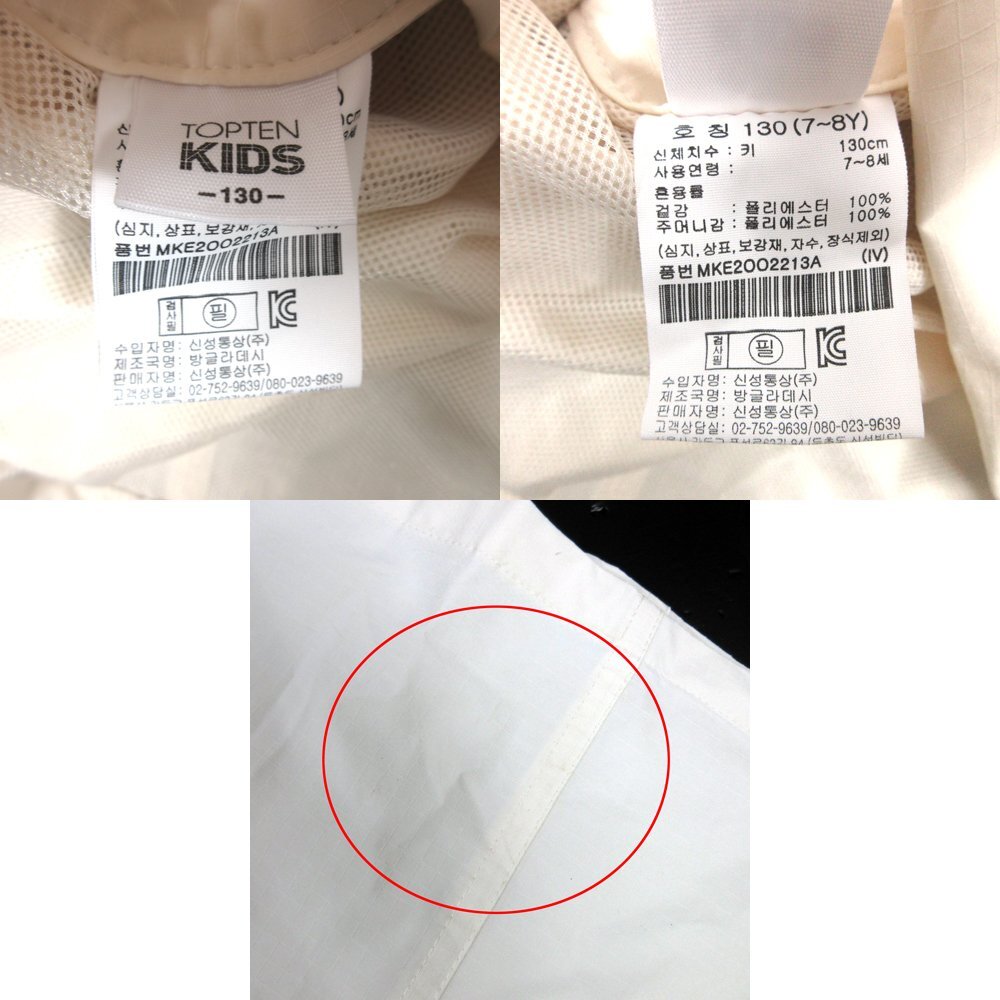 TOPTEN
KIDS
-130-
cm
(심지, 상표, 보강재,
품번 MKE2002213A
검사필
필
KC
수입자명: 신성통상(주)
제조국명: 방글라데시
판매자명: 신성통상(주)
고객상담실: 02-752-9639/080-023-9639
호 칭 130 (7~8Y)
신체치수 : 키 130cm
사용연령 : 7~8세
혼용률
겉감 : 폴리에스터 100%
주머니감 : 폴리에스터 100%
(심지, 상표, 보강재, 자수, 장식제외)
품번 MKE2002213A (IV)
검사필
필
KC
수입자명: 신성통상(주)
제조국명: 방글라데시
판매자명: 신성통상(주)
고객상담실: 02-752-9639/080-023-9639